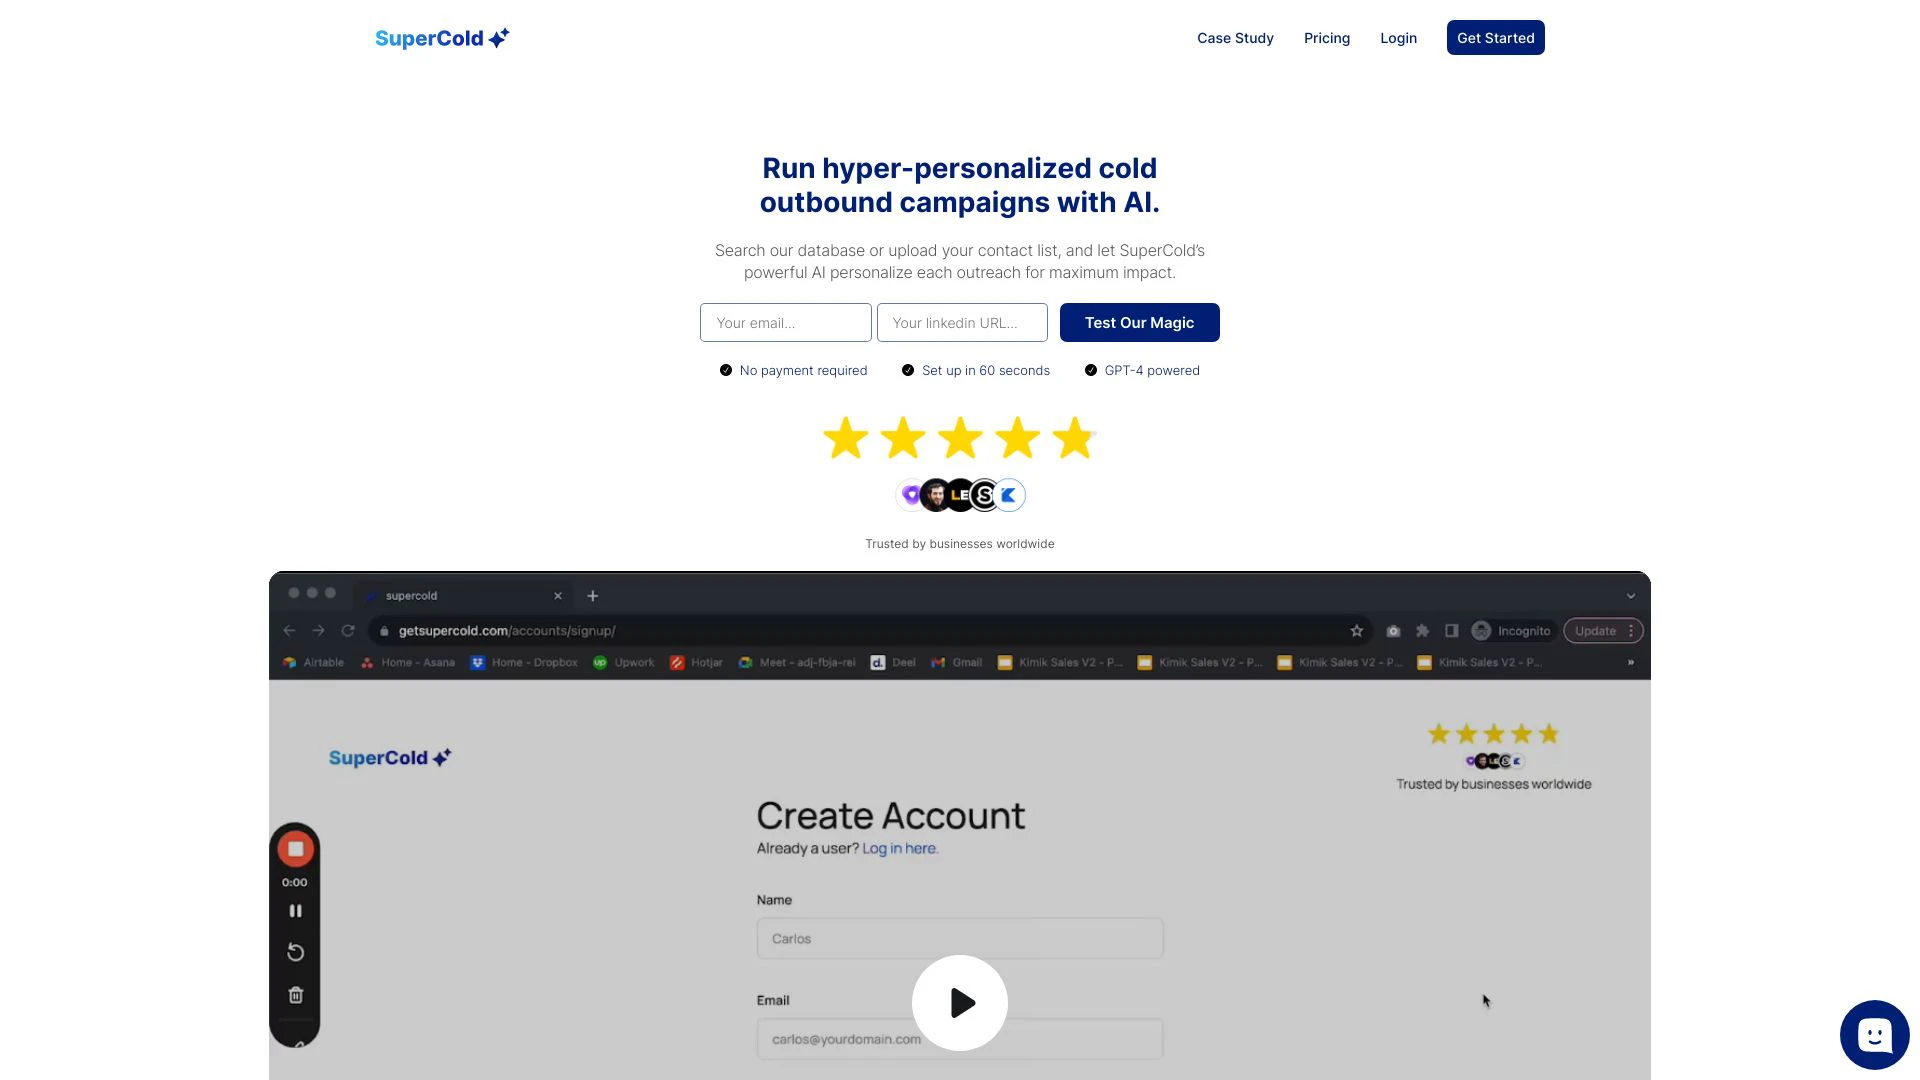 SuperCold
Case Study
Pricing
Login
Get Started
Run hyper-personalized cold
outbound campaigns with AI.
Search our database or upload your contact list, and let SuperCold’s
powerful AI personalize each outreach for maximum impact.
Your email...
Your linkedin URL...
Test Our Magic
No payment required
Set up in 60 seconds
GPT-4 powered
LE S
Trusted by businesses worldwide
supercold
getsupercold.com/accounts/signup/
Incognito
Update
Airtable
Home - Asana
Home - Dropbox
up Upwork
Hotjar
Meet – adj-fbja-rei
d. Deel
Gmail
Kimik Sales V2 - P...
Kimik Sales V2 - P...
Kimik Sales V2 - P...
Kimik Sales V2 - P...
»
SuperCold
LE S
Trusted by businesses worldwide
Create Account
Already a user? Log in here.
0:00
Name
Carlos
Email
carlos@yourdomain.com